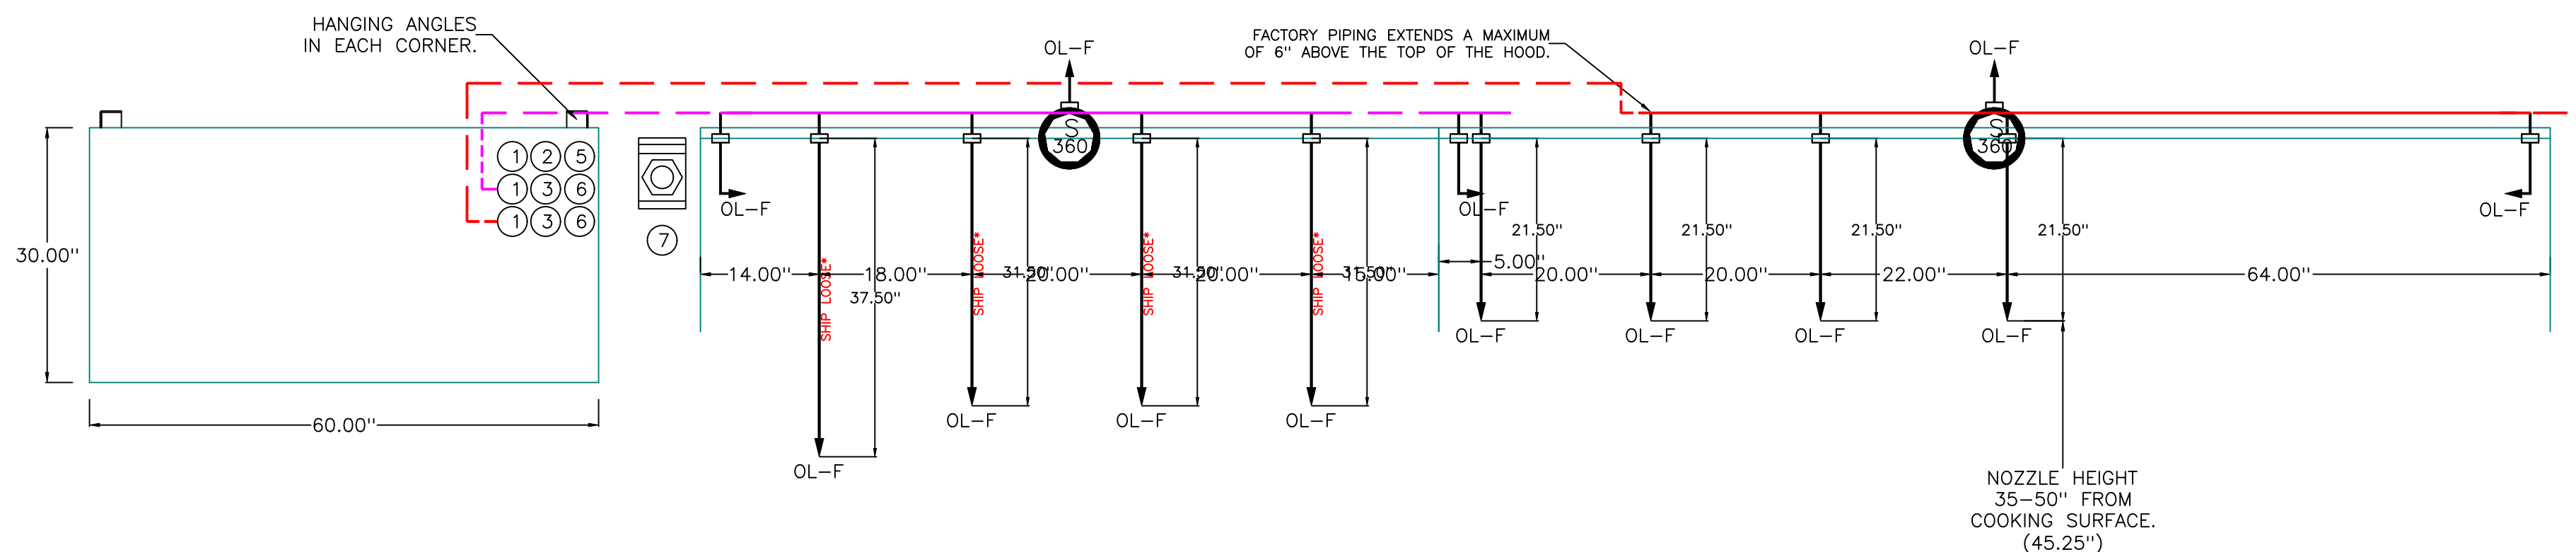 HANGING ANGLES
IN EACH CORNER.
OL-F
FACTORY PIPING EXTENDS A MAXIMUM
OF 6" ABOVE THE TOP OF THE HOOD.
OL-F
S
360
S
360
1 2 5
1 3 6
1 3 6
7
OL-F
OL-F
OL-F
30.00"
21.50"
21.50"
21.50"
21.50"
SHIP LOOSE*
SHIP LOOSE*
SHIP LOOSE*
SHIP LOOSE*
37.50"
31.50"
31.50"
31.50"
14.00"
18.00"
20.00"
20.00"
15.00"
5.00"
20.00"
20.00"
22.00"
64.00"
OL-F
OL-F
OL-F
OL-F
60.00"
OL-F
OL-F
OL-F
OL-F
NOZZLE HEIGHT
35-50" FROM
COOKING SURFACE.
(45.25")